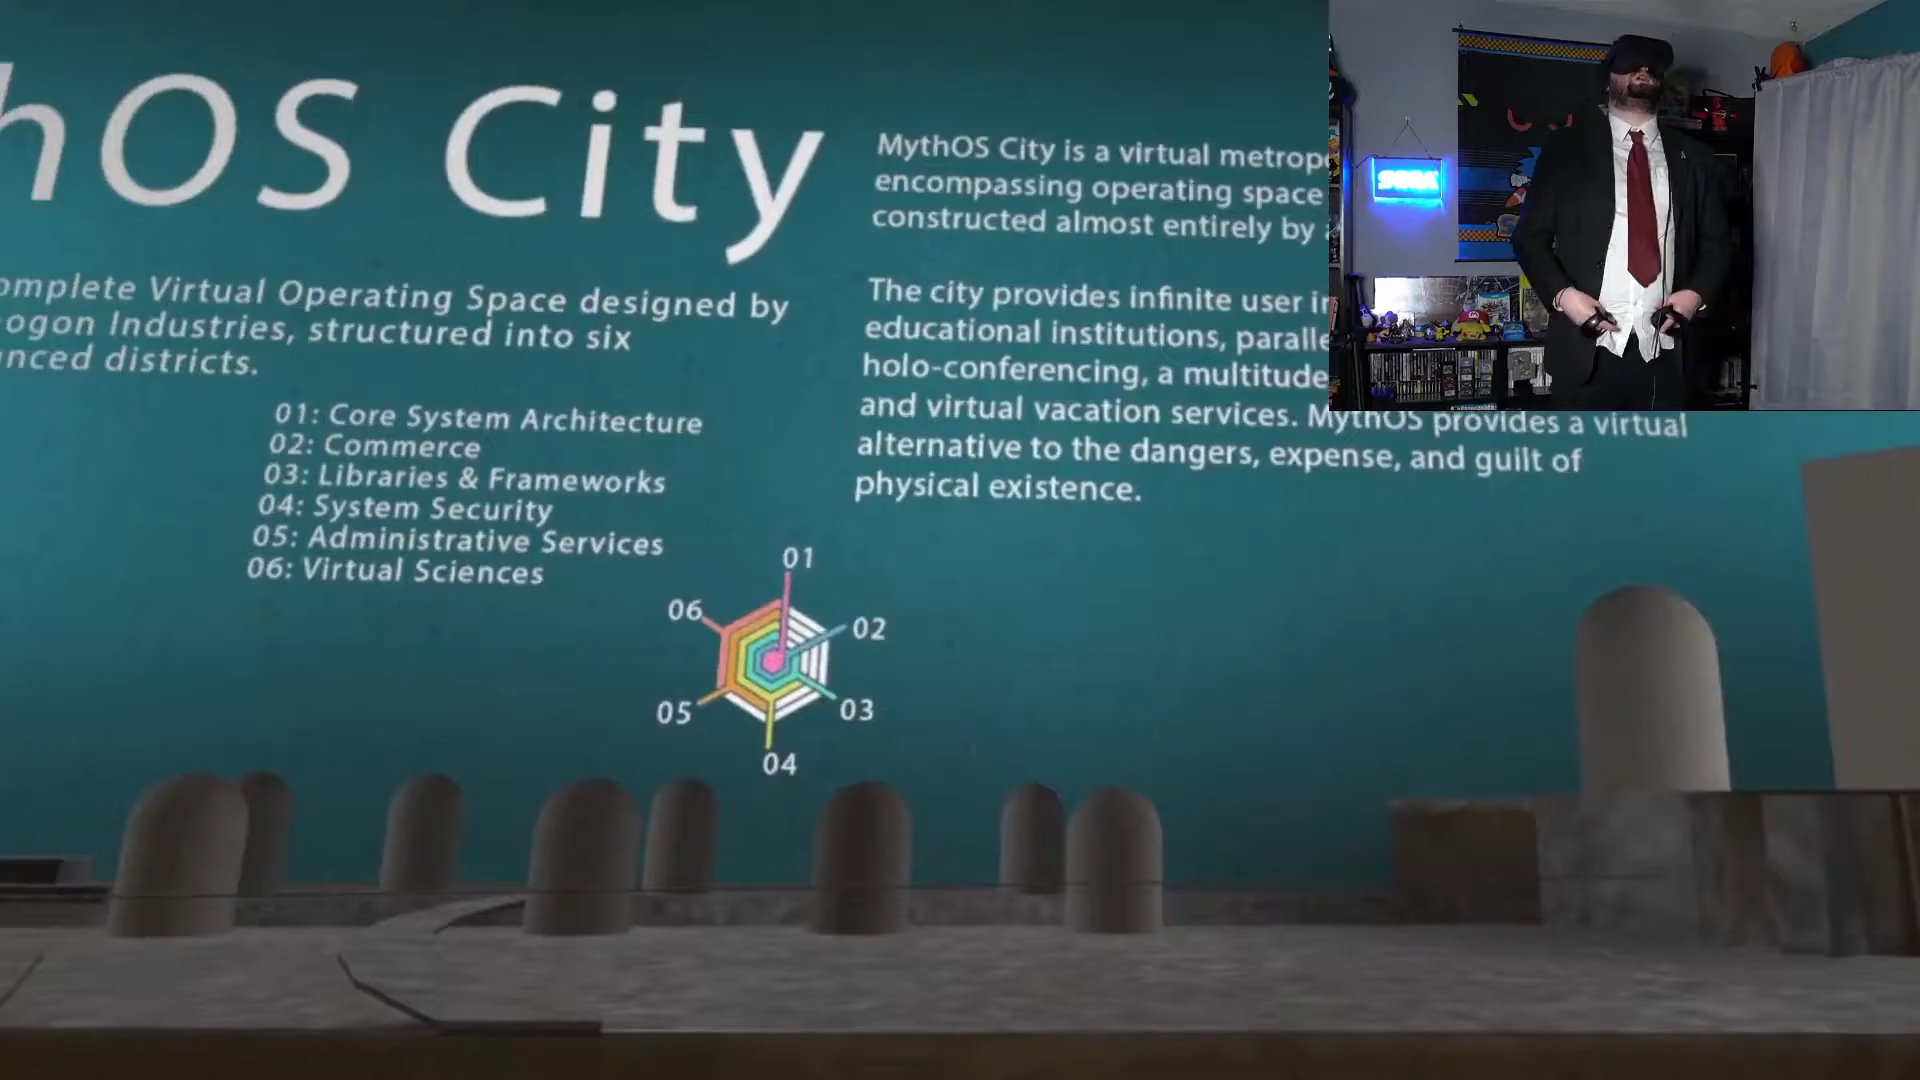 hOS City
omplete Virtual Operating Space designed by
ogon Industries, structured into six
nced districts.
01: Core System Architecture
02: Commerce
03: Libraries & Frameworks
04: System Security
05: Administrative Services
06: Virtual Sciences
01
06
02
05
03
04
MythOS City is a virtual metrop
encompassing operating space
constructed almost entirely by
The city provides infinite user in
educational institutions, paralle
holo-conferencing, a multitude
and virtual vacation services. MythOS provides a virtual
alternative to the dangers, expense, and guilt of
physical existence.
SEGA